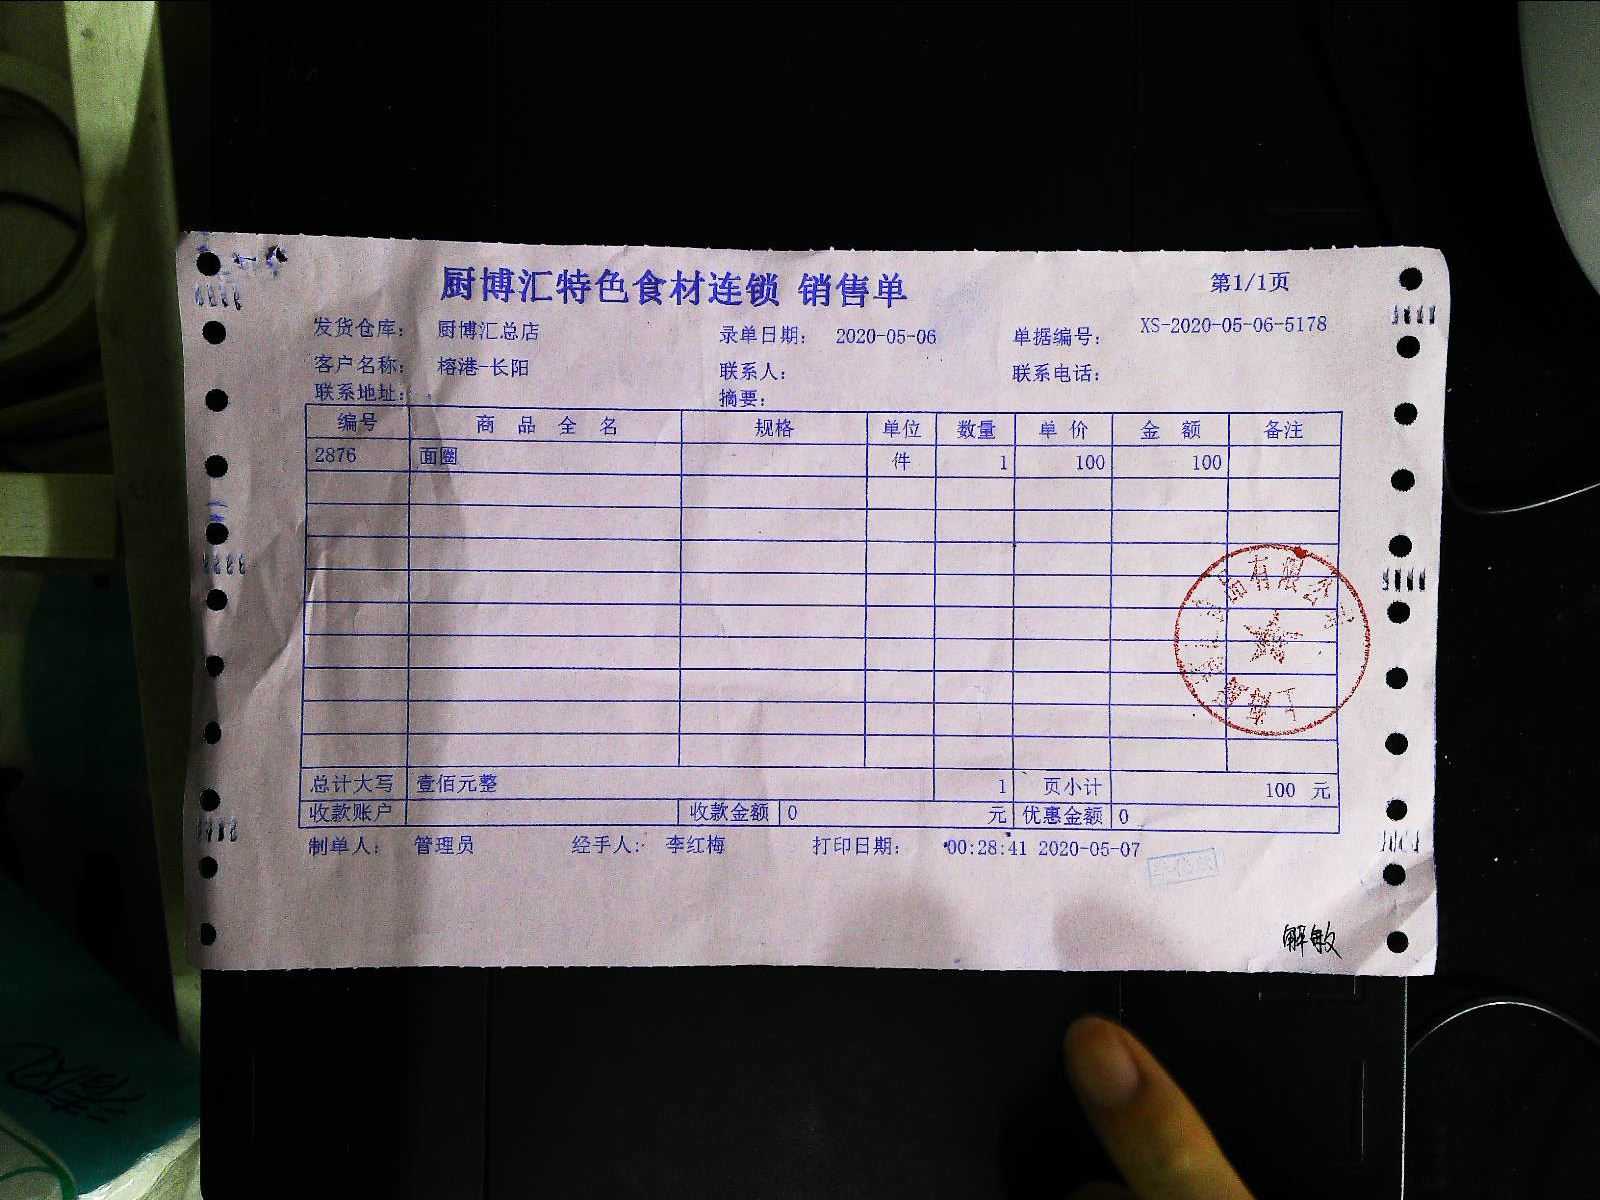 厨博汇特色食材连锁 销售单 第1/1页
发货仓库： 厨博汇总店 录单日期： 2020-05-06 单据编号： XS-2020-05-06-5178
客户名称： 榕港-长阳 联系人： 联系电话：
联系地址： 摘要：
编号 商品全名 规格 单位 数量 单价 金额 备注
2876 面圈 件 1 100 100
总计大写 壹佰元整 1 页小计 100 元
收款账户 收款金额 0 元 优惠金额 0
制单人： 管理员 经手人： 李红梅 打印日期： 00:28:41 2020-05-07
品有限公司
解敏